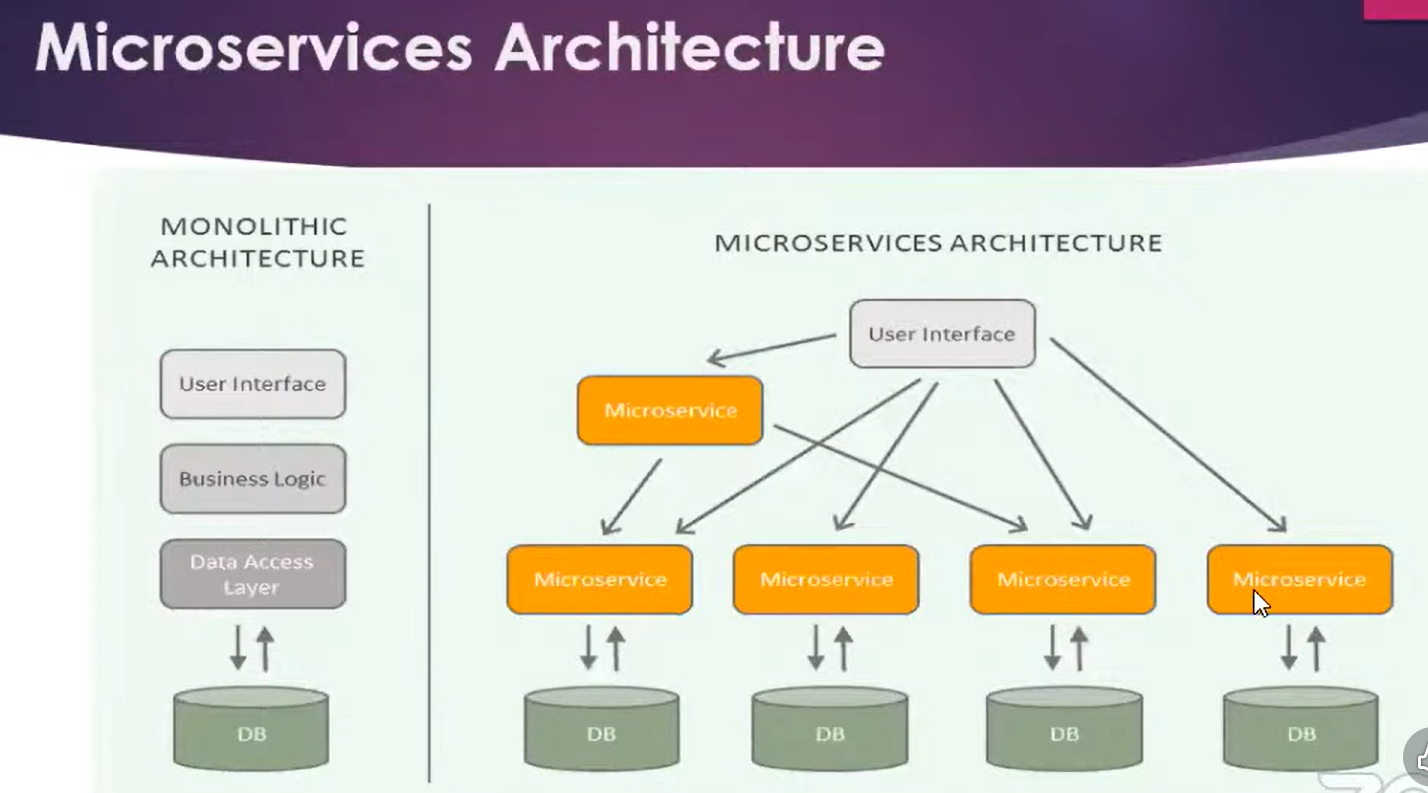 Microservices Architecture
MONOLITHIC
ARCHITECTURE
User Interface
Business Logic
Data Access
Layer
DB
MICROSERVICES ARCHITECTURE
User Interface
Microservice
Microservice
Microservice
Microservice
Microservice
DB
DB
DB
DB